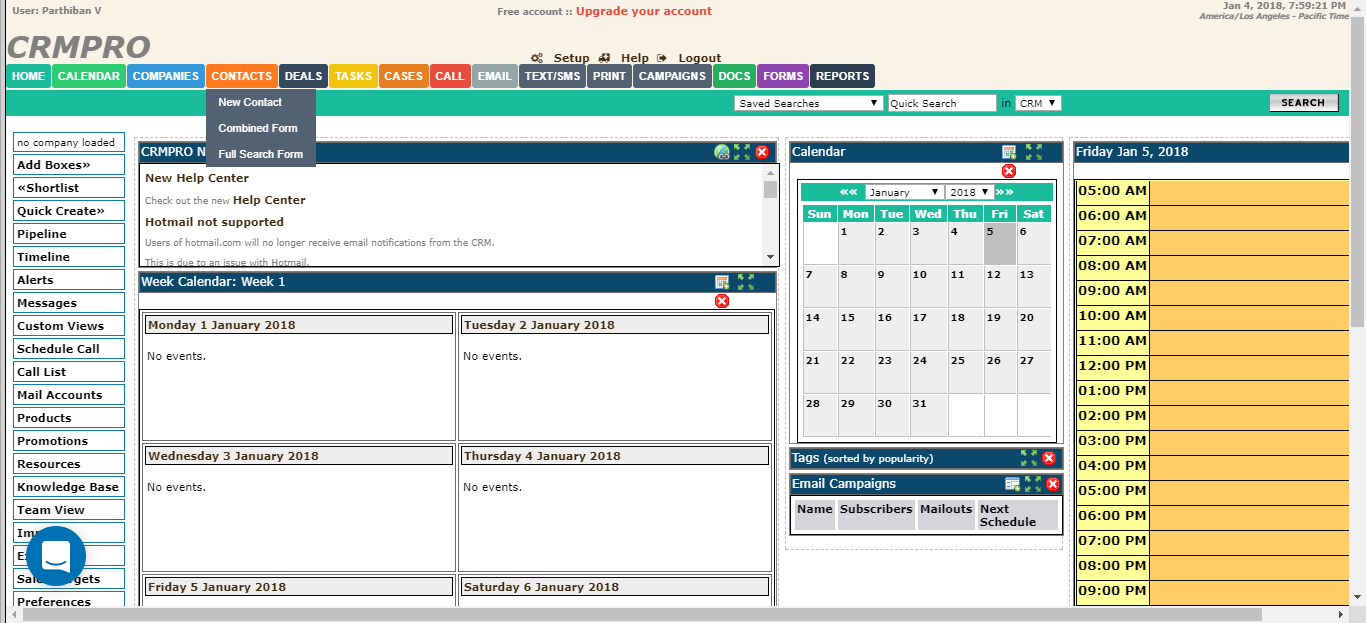 User: Parthiban V
Free account :: Upgrade your account
Jan 4, 2018, 7:59:21 PM
America/Los Angeles - Pacific Time
CRMPRO
Setup Help Logout
HOME CALENDAR COMPANIES CONTACTS DEALS TASKS CASES CALL EMAIL TEXT/SMS PRINT CAMPAIGNS DOCS FORMS REPORTS
New Contact
Combined Form
Full Search Form
Saved Searches Quick Search in CRM SEARCH
no company loaded
Add Boxes»
«Shortlist
Quick Create»
Pipeline
Timeline
Alerts
Messages
Custom Views
Schedule Call
Call List
Mail Accounts
Products
Promotions
Resources
Knowledge Base
Team View
Preferences
CRMPRO N
New Help Center
Check out the new Help Center
Hotmail not supported
Users of hotmail.com will no longer receive email notifications from the CRM.
This is due to an issue with Hotmail.
Week Calendar: Week 1
Monday 1 January 2018 Tuesday 2 January 2018
No events. No events.
Wednesday 3 January 2018 Thursday 4 January 2018
No events. No events.
Friday 5 January 2018 Saturday 6 January 2018
Calendar
«« January 2018 »»
Sun Mon Tue Wed Thu Fri Sat
1 2 3 4 5 6
7 8 9 10 11 12 13
14 15 16 17 18 19 20
21 22 23 24 25 26 27
28 29 30 31
Tags (sorted by popularity)
Email Campaigns
Name Subscribers Mailouts Next
Schedule
Friday Jan 5, 2018
05:00 AM
06:00 AM
07:00 AM
08:00 AM
09:00 AM
10:00 AM
11:00 AM
12:00 PM
01:00 PM
02:00 PM
03:00 PM
04:00 PM
05:00 PM
06:00 PM
07:00 PM
08:00 PM
09:00 PM